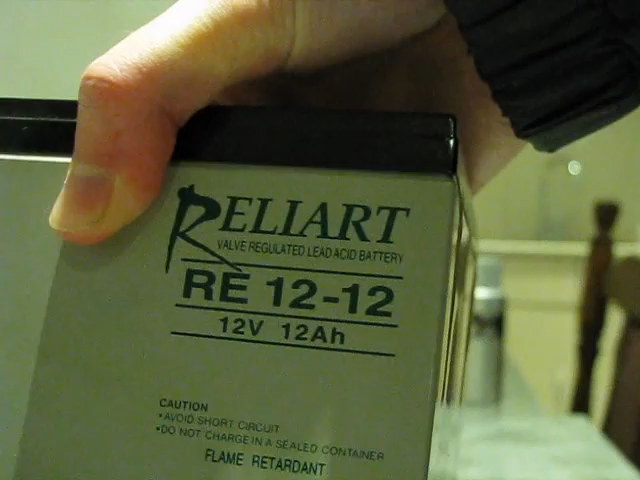 RELIART
VALVE REGULATED LEAD ACID BATTERY
RE 12-12
12V 12Ah
CAUTION
•AVOID SHORT CIRCUIT
•DO NOT CHARGE IN A SEALED CONTAINER
FLAME RETARDANT